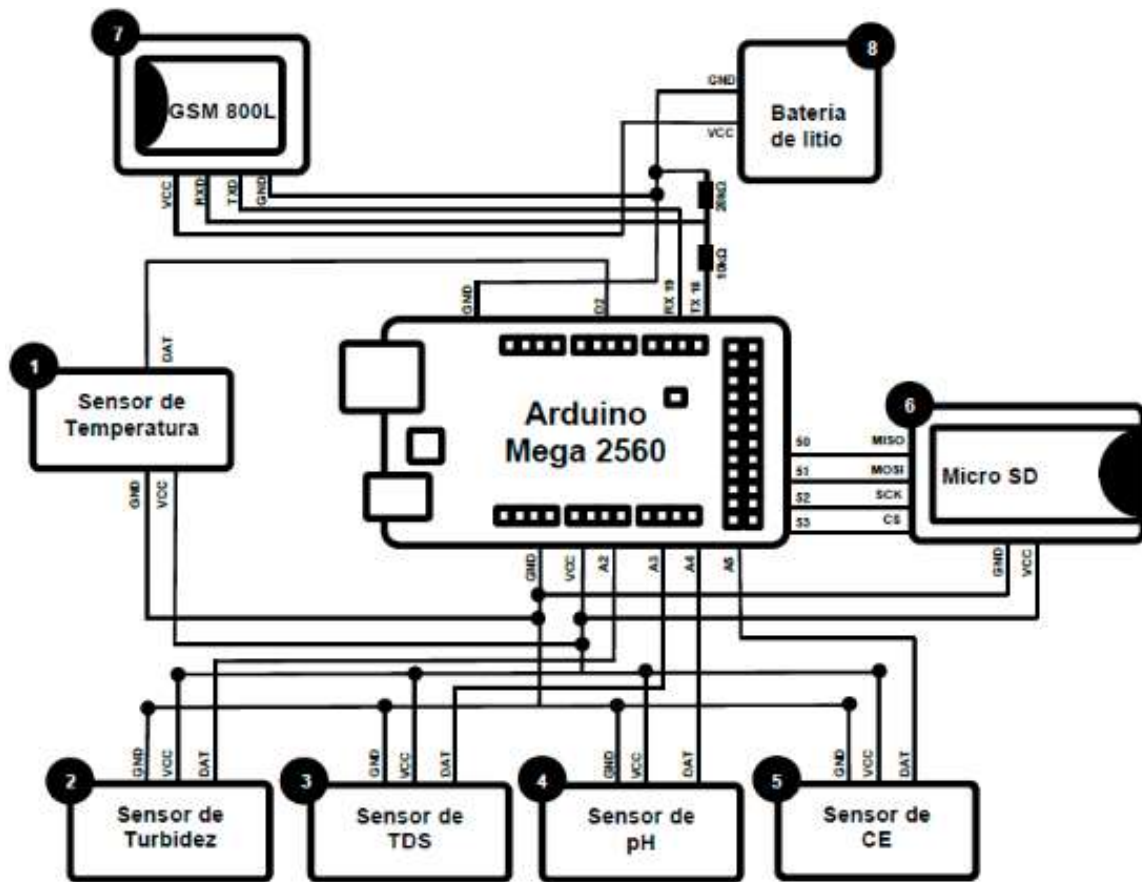 7
GSM 800L
VCC
RXD
TXD
GND
8
Bateria
de litio
GND
VCC
20kΩ
10kΩ
GND
D2
RX 19
TX 18
Arduino
Mega 2560
1
DAT
Sensor de
Temperatura
GND
VCC
6
Micro SD
50
MISO
51
MOSI
52
SCK
53
CS
GND
VCC
GND
VCC
A2
A3
A4
2
GND
VCC
DAT
Sensor de
Turbidez
3
GND
VCC
DAT
Sensor de
TDS
4
GND
VCC
DAT
Sensor de
pH
5
GND
VCC
DAT
Sensor de
CE